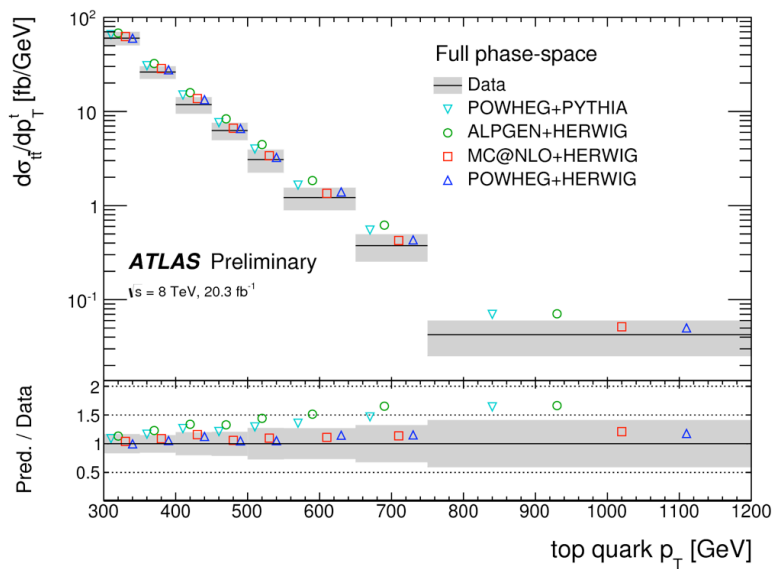 Full phase-space
Data
POWHEG+PYTHIA
ALPGEN+HERWIG
MC@NLO+HERWIG
POWHEG+HERWIG
ATLAS Preliminary
√s = 8 TeV, 20.3 fb⁻¹
dσ_tt̄/dp_T^t [fb/GeV]
10²
10
1
10⁻¹
Pred. / Data
2
1.5
1
0.5
300 400 500 600 700 800 900 1000 1100 1200
top quark p_T [GeV]